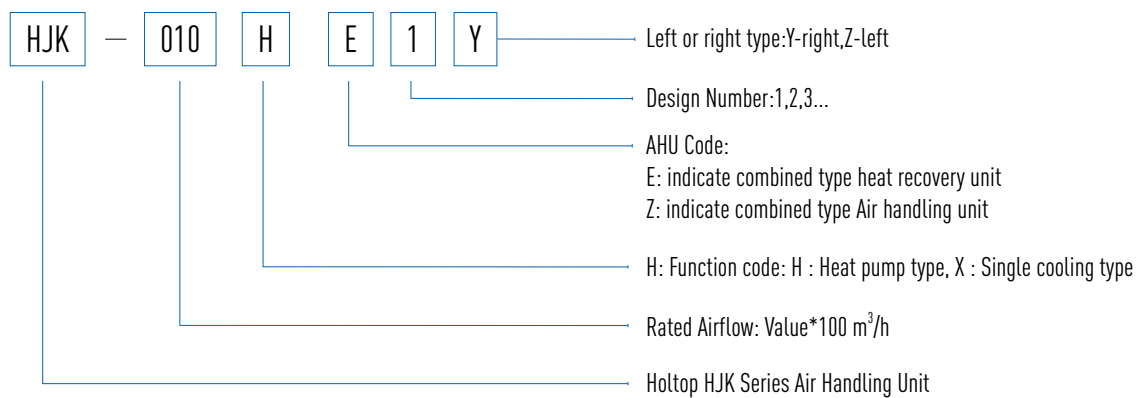 HJK — 010 H E 1 Y
Left or right type:Y-right,Z-left
Design Number:1,2,3...
AHU Code:
E: indicate combined type heat recovery unit
Z: indicate combined type Air handling unit
H: Function code: H : Heat pump type, X : Single cooling type
Rated Airflow: Value*100 m³/h
Holtop HJK Series Air Handling Unit